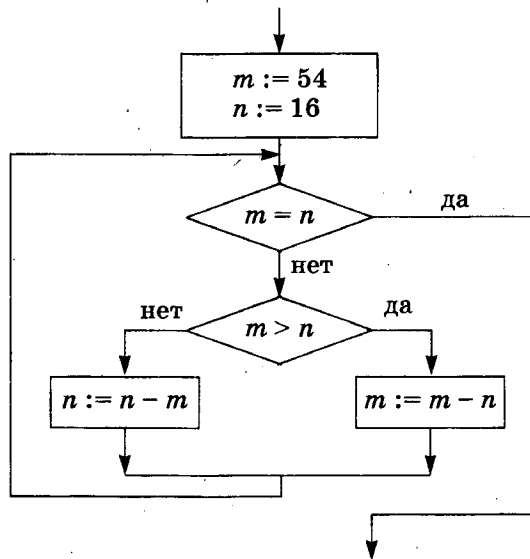 m := 54
n := 16
m = n
да
нет
нет
m > n
да
n := n – m
m := m – n